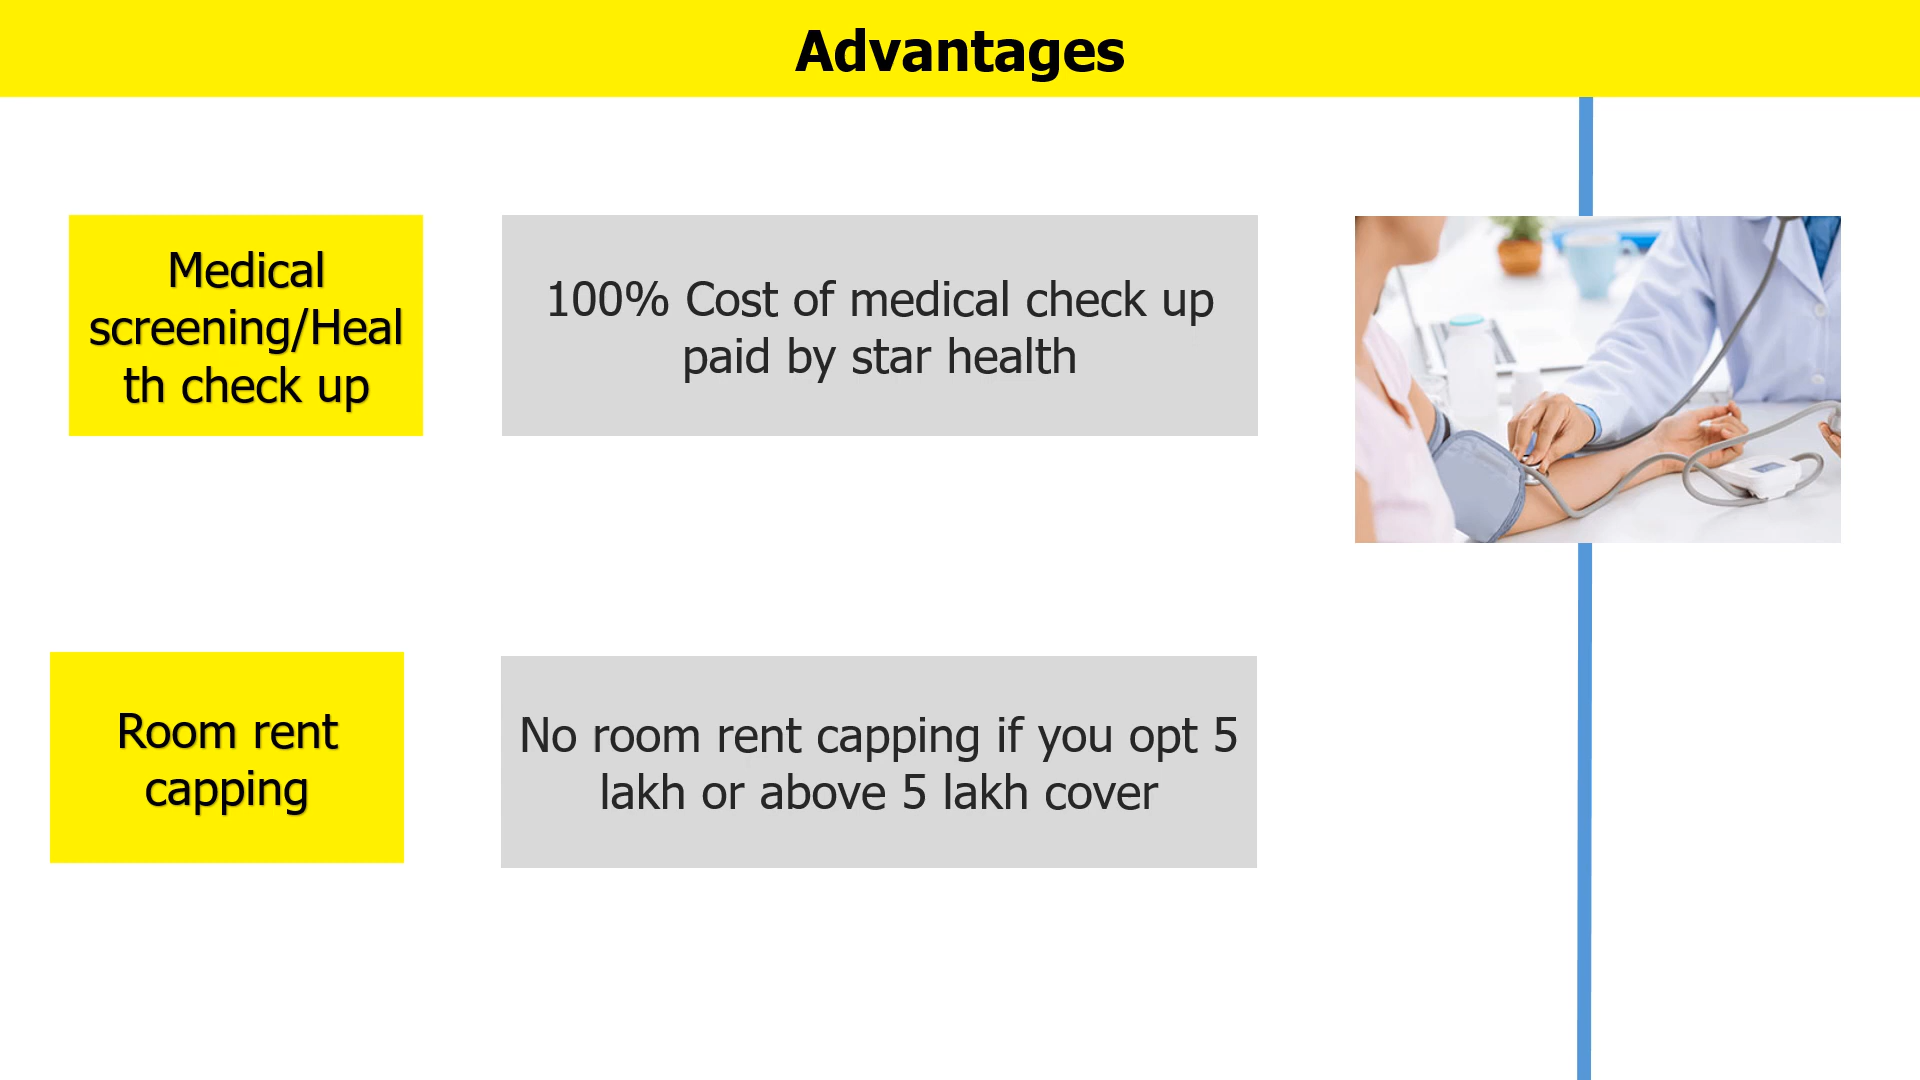 Advantages
Medical
screening/Heal
th check up
100% Cost of medical check up
paid by star health
Room rent
capping
No room rent capping if you opt 5
lakh or above 5 lakh cover